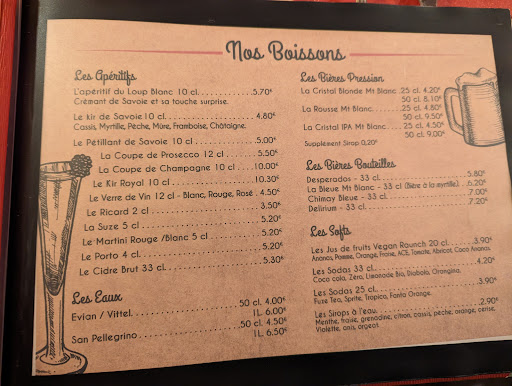 Nos Boissons
Les Apéritifs
L'apéritif du Loup Blanc 10 cl. ........5.70€
Crémant de Savoie et sa touche surprise.
Le kir de Savoie 10 cl ........4.80€
Cassis, Myrtille, Pêche, Mûre, Framboise, Châtaigne.
Le Pétillant de Savoie 10 cl ........5.00€
La Coupe de Prosecco 12 cl ........5.50€
La Coupe de Champagne 10 cl ....10.00€
Le Kir Royal 10 cl ........10.30€
Le Verre de Vin 12 cl - Blanc, Rouge, Rosé . 4.50€
Le Ricard 2 cl ........3.50€
La Suze 5 cl ........5.20€
Le Martini Rouge /Blanc 5 cl ........5.20€
Le Porto 4 cl ........5.20€
Le Cidre Brut 33 cl ........5.30€
Les Eaux
Evian / Vittel ........50 cl. 4.00€
1L. 6.00€
San Pellegrino ........50 cl. 4.50€
1L. 6.50€
Les Bières Pression
La Cristal Blonde Mt Blanc .25 cl. 4.20€
50 cl. 8.10€
La Rousse Mt Blanc ........25 cl. 4.80€
50 cl. 9.50€
La Cristal IPA Mt Blanc ....25 cl. 4.50€
50 cl. 9.00€
Supplément Sirop 0,20€
Les Bières Bouteilles
Desperados - 33 cl ........5.80€
La Bleue Mt Blanc - 33 cl (Bière à la myrtille) .6.20€
Chimay Bleue - 33 cl ........7.00€
Delirium - 33 cl ........7.20€
Les Softs
Les Jus de fruits Vegan Raunch 20 cl ....3.90€
Ananas, Pomme, Orange, Fraise, ACE, Tomate, Abricot, Coco Ananas.
Les Sodas 33 cl ........4.20€
Coca cola, Zéro, Limonade Bio, Diabolo, Orangina.
Les Sodas 25 cl ........3.90€
Fuze Tea, Sprite, Tropico, Fanta Orange.
Les Sirops à l'eau ........2.90€
Menthe, fraise, grenadine, citron, cassis, pêche, orange, cerise,
Violette, anis, orgeat